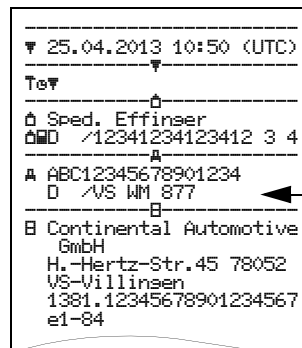 ▼ 25.04.2013 10:50 (UTC)
T⊙▼
Sped. Effinger
D /12341234123412 3 4
A ABC12345678901234
D /VS WM 877
B Continental Automotive
GmbH
H.-Hertz-Str.45 78052
VS-Villingen
1381.12345678901234567
e1-84